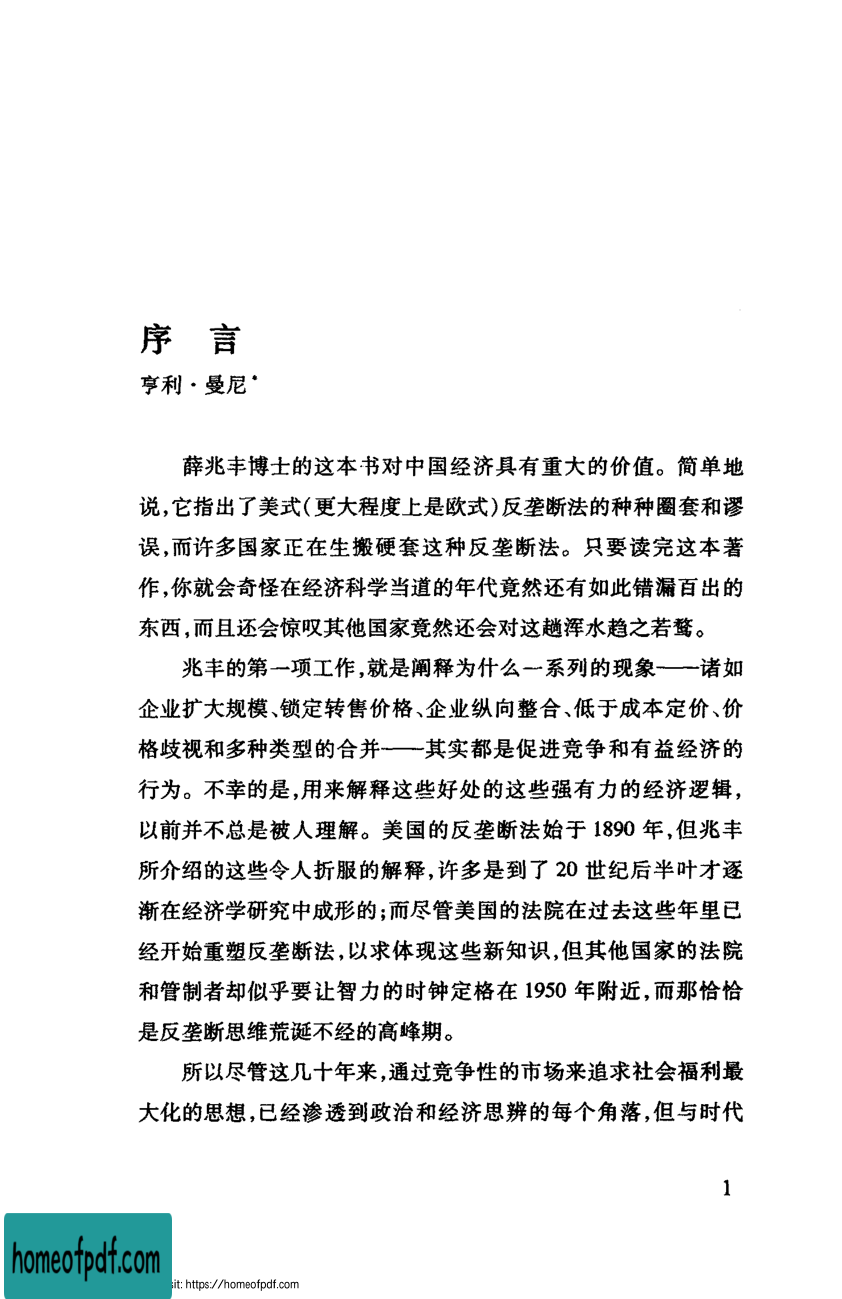 序 言
亨利·曼尼*
薛兆丰博士的这本书对中国经济具有重大的价值。简单地
说,它指出了美式(更大程度上是欧式)反垄断法的种种圈套和谬
误,而许多国家正在生搬硬套这种反垄断法。只要读完这本著
作,你就会奇怪在经济科学当道的年代竟然还有如此错漏百出的
东西,而且还会惊叹其他国家竟然还会对这趟浑水趋之若鹜。
兆丰的第一项工作,就是阐释为什么一系列的现象——诸如
企业扩大规模、锁定转售价格、企业纵向整合、低于成本定价、价
格歧视和多种类型的合并——其实都是促进竞争和有益经济的
行为。不幸的是,用来解释这些好处的这些强有力的经济逻辑,
以前并不总是被人理解。美国的反垄断法始于 1890 年,但兆丰
所介绍的这些令人折服的解释,许多是到了 20 世纪后半叶才逐
渐在经济学研究中成形的;而尽管美国的法院在过去这些年里已
经开始重塑反垄断法,以求体现这些新知识,但其他国家的法院
和管制者却似乎要让智力的时钟定格在 1950 年附近,而那恰恰
是反垄断思维荒诞不经的高峰期。
所以尽管这几十年来,通过竞争性的市场来追求社会福利最
大化的思想,已经渗透到政治和经济思辨的每个角落,但与时代
1
homeofpdf.com
sit: https://homeofpdf.com